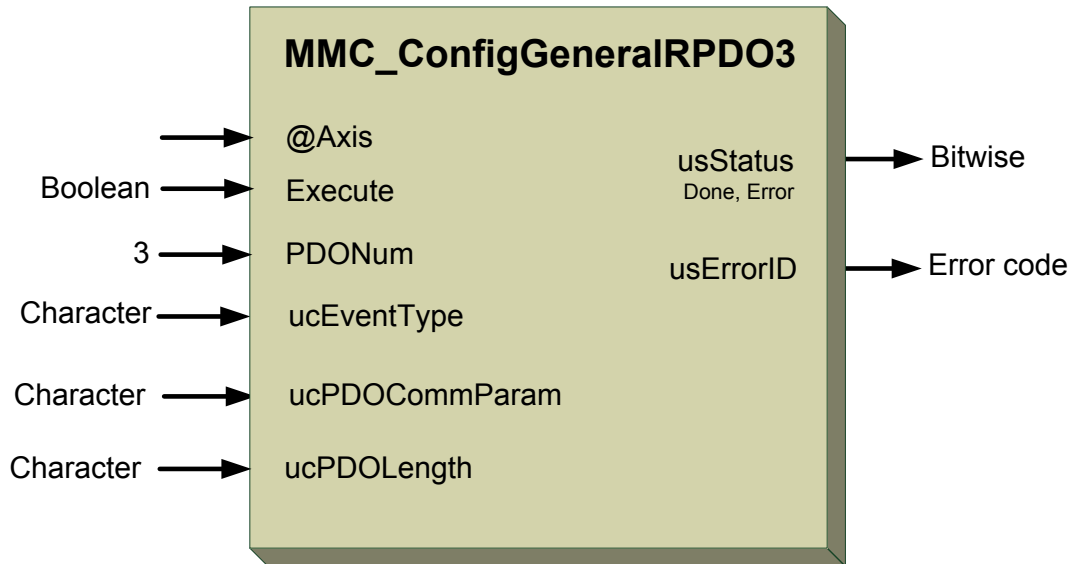 MMC_ConfigGeneralRPDO3
@Axis
Boolean
Execute
3
PDONum
Character
ucEventType
Character
ucPDOCommParam
Character
ucPDOLength
usStatus
Done, Error
Bitwise
usErrorID
Error code